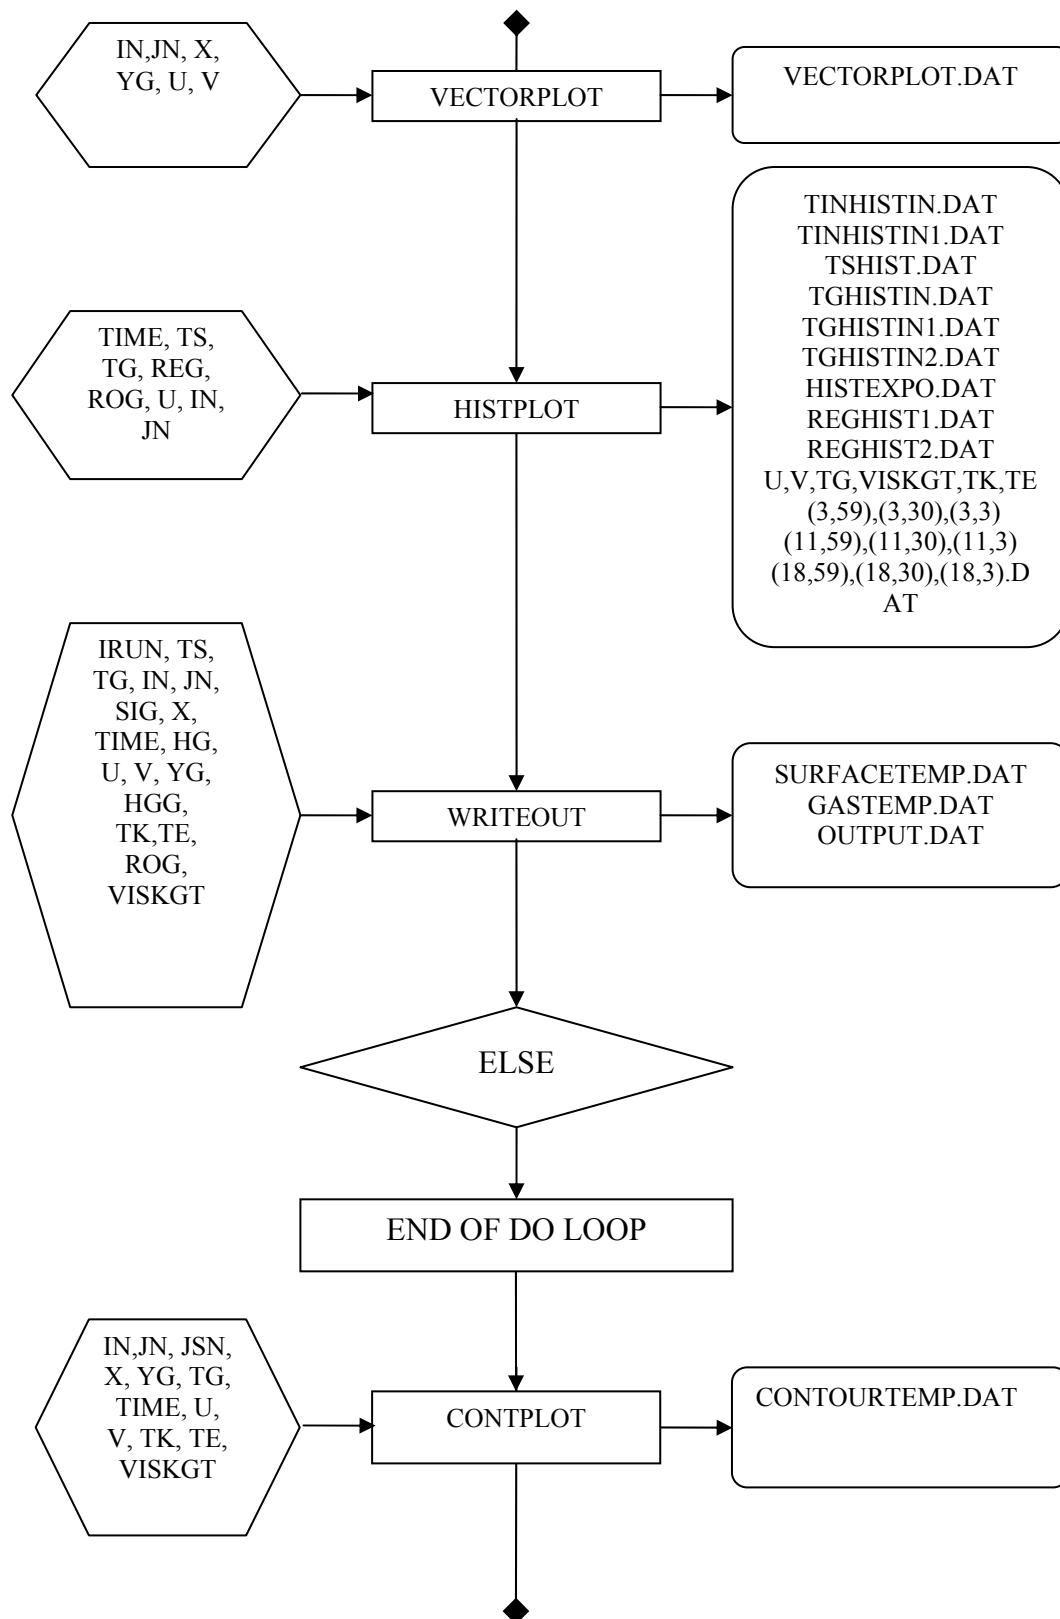 IN,JN, X,
YG, U, V
VECTORPLOT
VECTORPLOT.DAT
TIME, TS,
TG, REG,
ROG, U, IN,
JN
HISTPLOT
TINHISTIN.DAT
TINHISTIN1.DAT
TSHIST.DAT
TGHISTIN.DAT
TGHISTIN1.DAT
TGHISTIN2.DAT
HISTEXPO.DAT
REGHIST1.DAT
REGHIST2.DAT
U,V,TG,VISKGT,TK,TE
(3,59),(3,30),(3,3)
(11,59),(11,30),(11,3)
(18,59),(18,30),(18,3).D
AT
IRUN, TS,
TG, IN, JN,
SIG, X,
TIME, HG,
U, V, YG,
HGG,
TK,TE,
ROG,
VISKGT
WRITEOUT
SURFACETEMP.DAT
GASTEMP.DAT
OUTPUT.DAT
ELSE
END OF DO LOOP
IN,JN, JSN,
X, YG, TG,
TIME, U,
V, TK, TE,
VISKGT
CONTPLOT
CONTOURTEMP.DAT